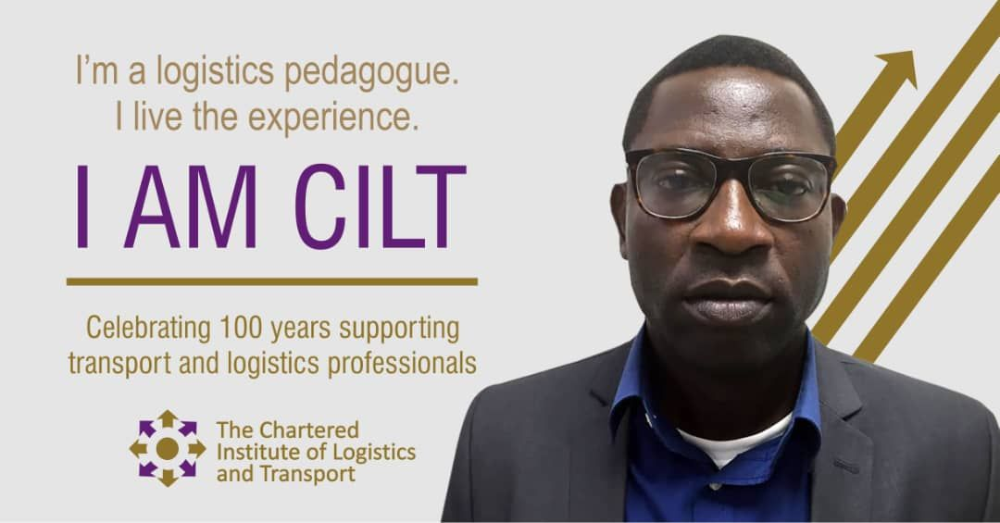 I'm a logistics pedagogue.
I live the experience.
I AM CILT
Celebrating 100 years supporting
transport and logistics professionals
The Chartered
Institute of Logistics
and Transport